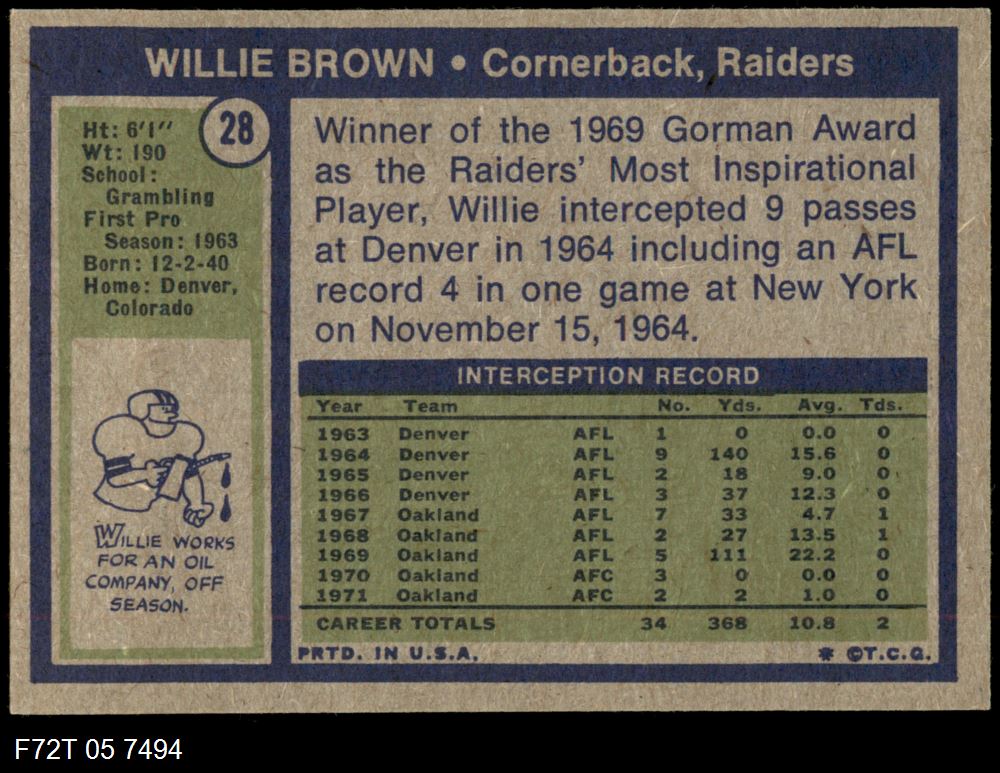 WILLIE BROWN • Cornerback, Raiders
28
Ht: 6'1"
Wt: 190
School:
Grambling
First Pro
Season: 1963
Born: 12-2-40
Home: Denver,
Colorado
WILLIE WORKS
FOR AN OIL
COMPANY, OFF
SEASON.
Winner of the 1969 Gorman Award
as the Raiders' Most Inspirational
Player, Willie intercepted 9 passes
at Denver in 1964 including an AFL
record 4 in one game at New York
on November 15, 1964.
INTERCEPTION RECORD
Year Team No. Yds. Avg. Tds.
1963 Denver AFL 1 0 0.0 0
1964 Denver AFL 9 140 15.6 0
1965 Denver AFL 2 18 9.0 0
1966 Denver AFL 3 37 12.3 0
1967 Oakland AFL 7 33 4.7 1
1968 Oakland AFL 2 27 13.5 1
1969 Oakland AFL 5 111 22.2 0
1970 Oakland AFC 3 0 0.0 0
1971 Oakland AFC 2 2 1.0 0
CAREER TOTALS 34 368 10.8 2
PRTD. IN U.S.A. * ©T.C.G.
F72T 05 7494